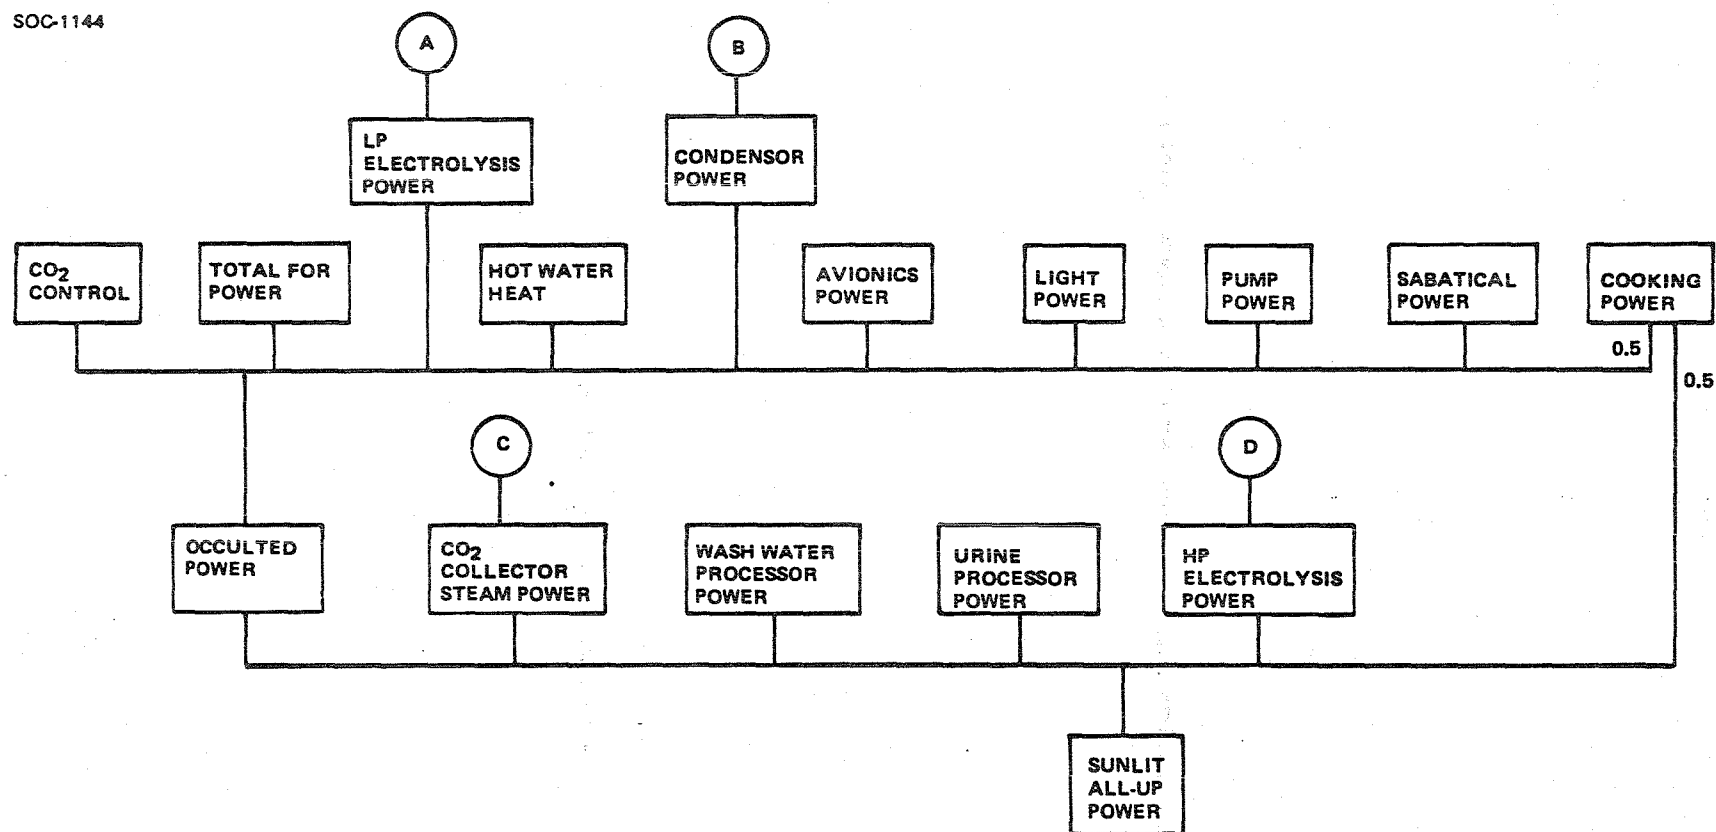 SOC-1144
A
B
LP
ELECTROLYSIS
POWER
CONDENSOR
POWER
CO2
CONTROL
TOTAL FOR
POWER
HOT WATER
HEAT
AVIONICS
POWER
LIGHT
POWER
PUMP
POWER
SABATICAL
POWER
COOKING
POWER
0.5
0.5
C
D
OCCULTED
POWER
CO2
COLLECTOR
STEAM POWER
WASH WATER
PROCESSOR
POWER
URINE
PROCESSOR
POWER
HP
ELECTROLYSIS
POWER
SUNLIT
ALL-UP
POWER